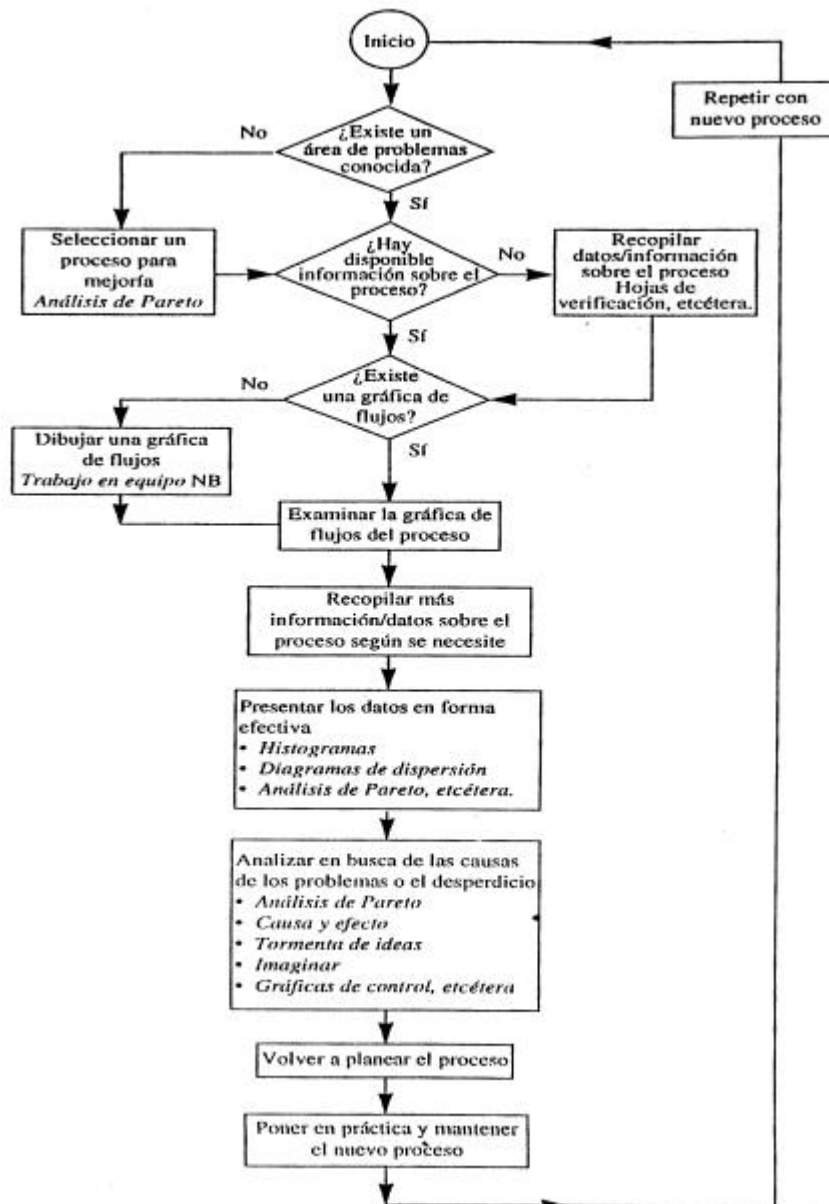 Inicio
Repetir con
nuevo proceso
No
¿Existe un
área de problemas
conocida?
Sí
Seleccionar un
proceso para
mejoría
Análisis de Pareto
¿Hay
disponible
información sobre el
proceso?
No
Recopilar
datos/información
sobre el proceso
Hojas de
verificación, etcétera.
Sí
No
¿Existe
una gráfica de
flujos?
Dibujar una gráfica
de flujos
Trabajo en equipo NB
Sí
Examinar la gráfica de
flujos del proceso
Recopilar más
información/datos sobre el
proceso según se necesite
Presentar los datos en forma
efectiva
• Histogramas
• Diagramas de dispersión
• Análisis de Pareto, etcétera.
Analizar en busca de las causas
de los problemas o el desperdicio
• Análisis de Pareto
• Causa y efecto
• Tormenta de ideas
• Imaginar
• Gráficas de control, etcétera
Volver a planear el proceso
Poner en práctica y mantener
el nuevo proceso